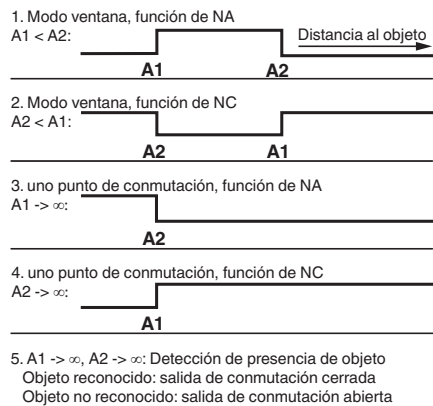 1. Modo ventana, función de NA
A1 < A2:
Distancia al objeto
A1
A2
2. Modo ventana, función de NC
A2 < A1:
A2
A1
3. uno punto de conmutación, función de NA
A1 -> ∞:
A2
4. uno punto de conmutación, función de NC
A2 -> ∞:
A1
5. A1 -> ∞, A2 -> ∞: Detección de presencia de objeto
Objeto reconocido: salida de conmutación cerrada
Objeto no reconocido: salida de conmutación abierta